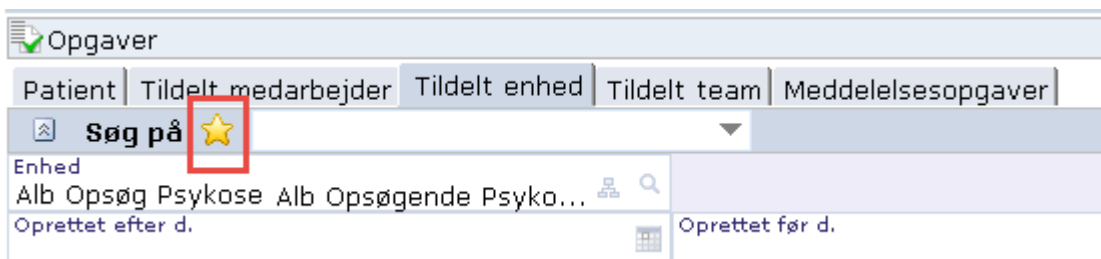 Opgaver
Patient Tildelt medarbejder Tildelt enhed Tildelt team Meddelelsesopgaver
Søg på
Enhed
Alb Opsøg Psykose Alb Opsøgende Psyko...
Oprettet efter d. Oprettet før d.